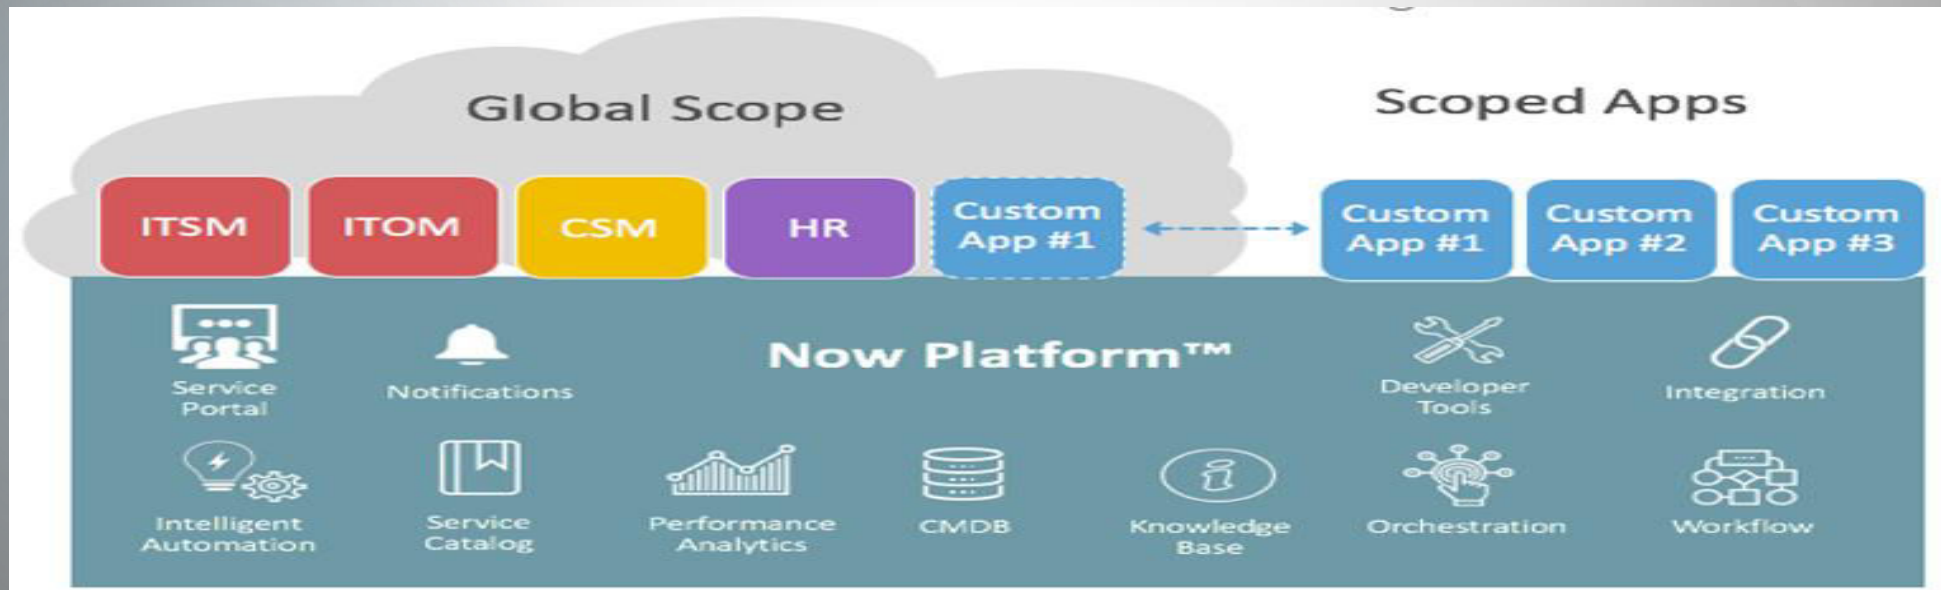 Global Scope
Scoped Apps
ITSM
ITOM
CSM
HR
Custom
App #1
Custom
App #1
Custom
App #2
Custom
App #3
Now Platform™
Service
Portal
Notifications
Developer
Tools
Integration
Intelligent
Automation
Service
Catalog
Performance
Analytics
CMDB
Knowledge
Base
Orchestration
Workflow